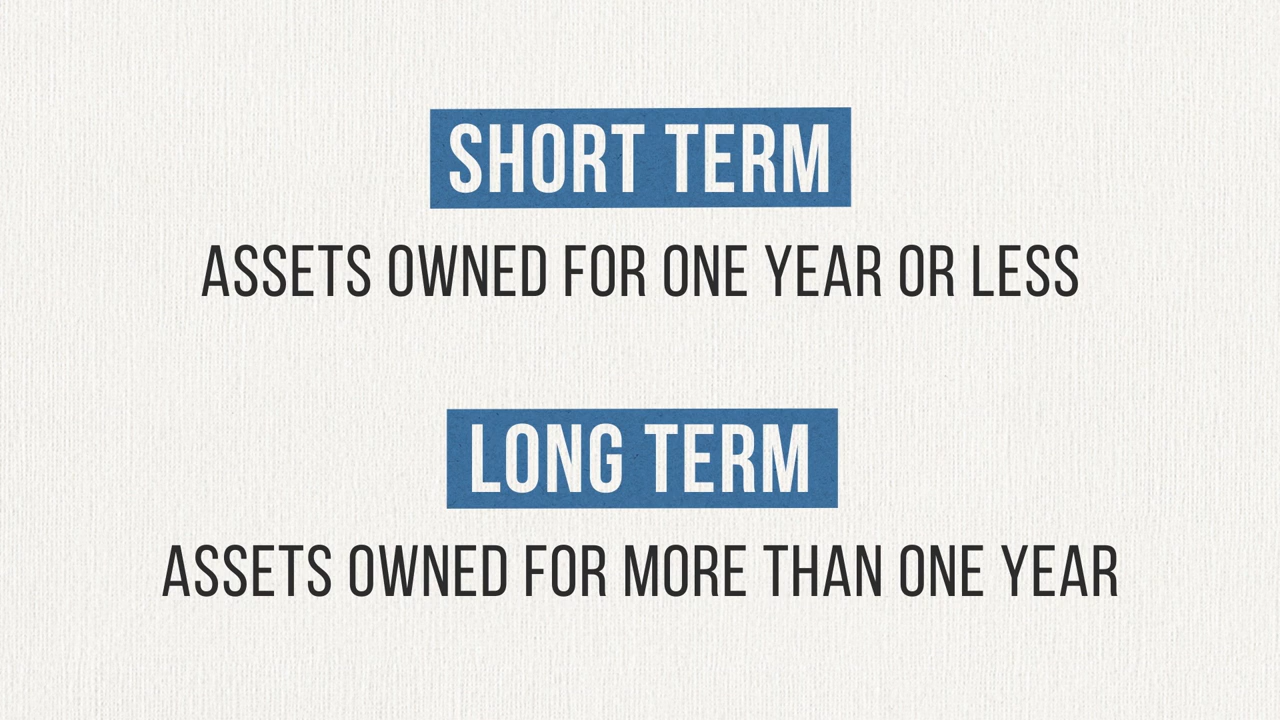 SHORT TERM
ASSETS OWNED FOR ONE YEAR OR LESS
LONG TERM
ASSETS OWNED FOR MORE THAN ONE YEAR